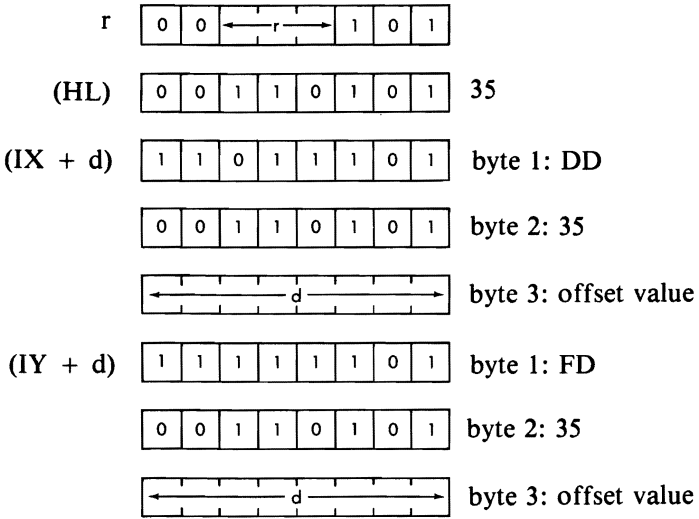 r 0 0 r 1 0 1
(HL) 0 0 1 1 0 1 0 1 35
(IX + d) 1 1 0 1 1 1 0 1 byte 1: DD
0 0 1 1 0 1 0 1 byte 2: 35
d byte 3: offset value
(IY + d) 1 1 1 1 1 1 0 1 byte 1: FD
0 0 1 1 0 1 0 1 byte 2: 35
d byte 3: offset value